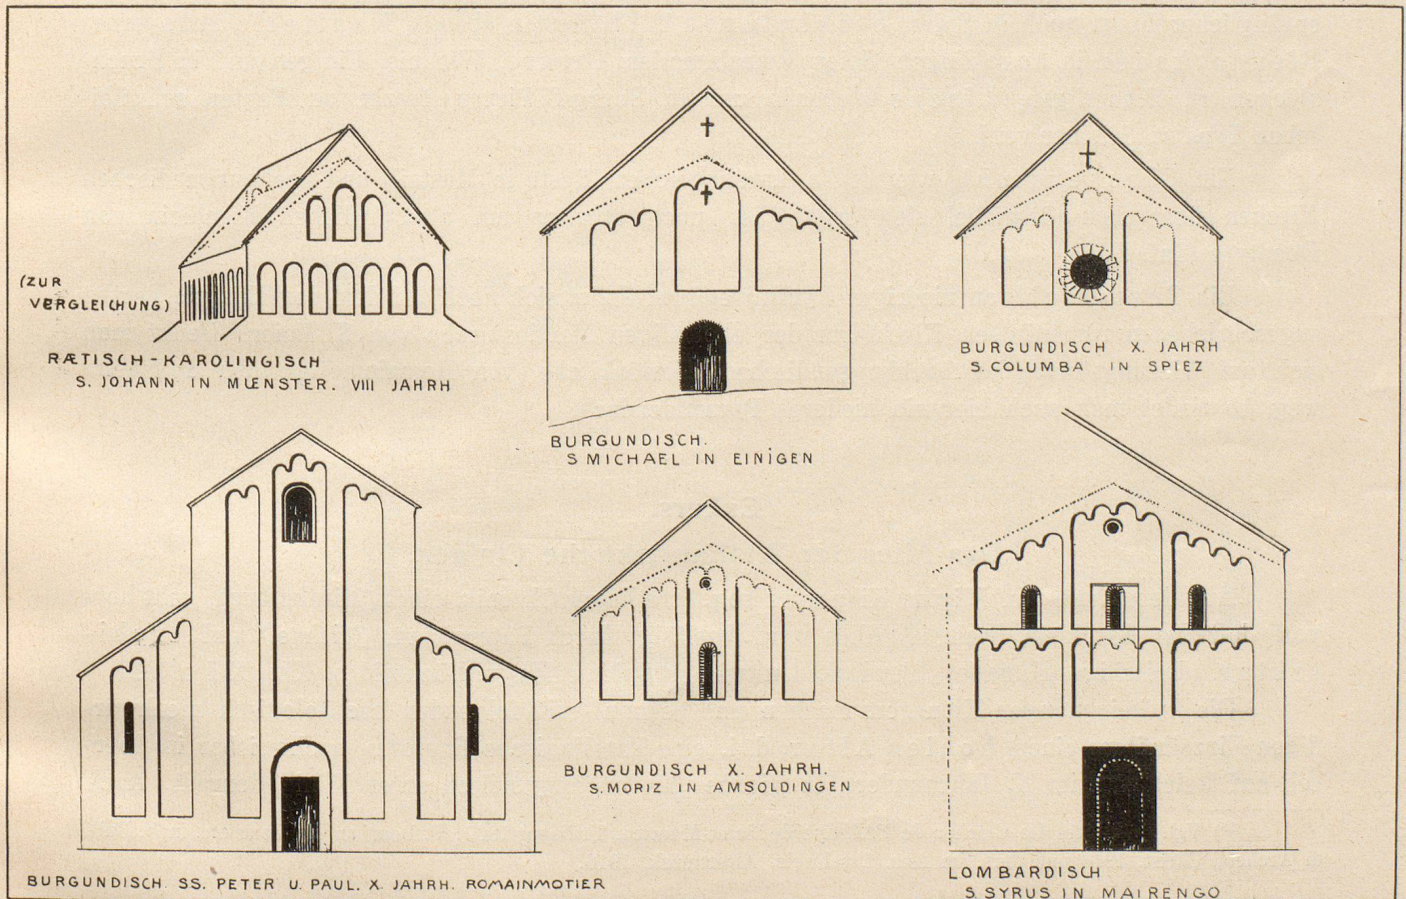 (ZUR
VERGLEICHUNG)
RÆTISCH-KAROLINGISCH
S. JOHANN IN MŒNSTER. VIII JAHRH
BURGUNDISCH.
S MICHAEL IN EINIGEN
BURGUNDISCH X. JAHRH
S. COLUMBA IN SPIEZ
BURGUNDISCH. SS. PETER U. PAUL. X. JAHRH. ROMAINMOTIER
BURGUNDISCH X. JAHRH.
S. MORIZ IN AMSOLDINGEN
LOMBARDISCH
S. SYRUS IN MAIRENGO